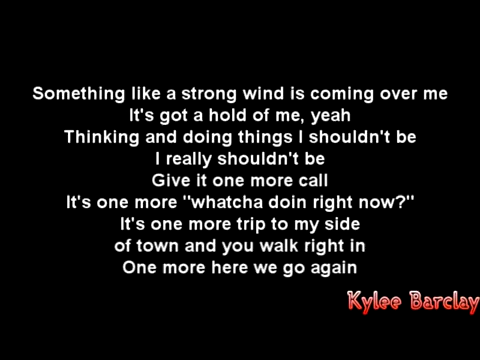 Something like a strong wind is coming over me
It's got a hold of me, yeah
Thinking and doing things I shouldn't be
I really shouldn't be
Give it one more call
It's one more "whatcha doin right now?"
It's one more trip to my side
of town and you walk right in
One more here we go again
Kylee Barclay